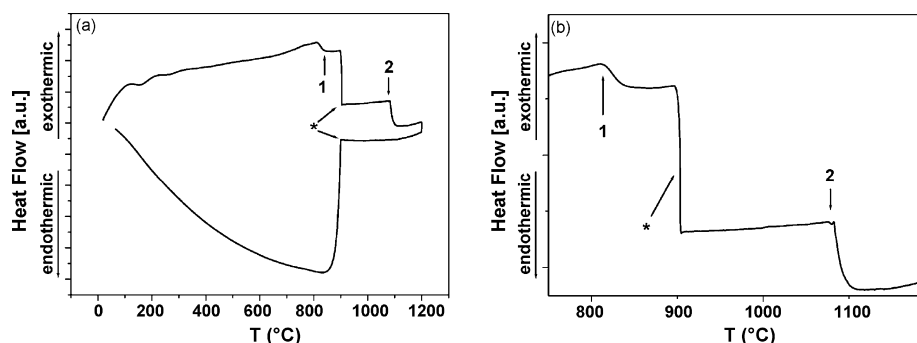 (a)
exothermic
Heat Flow [a.u.]
endothermic
1
2
*
0 200 400 600 800 1000 1200
T (°C)
(b)
exothermic
Heat Flow [a.u.]
endothermic
1
*
2
800 900 1000 1100
T (°C)